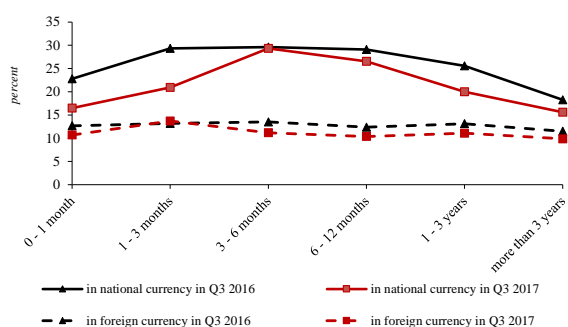 35
30
25
20
15
10
5
0
percent
0 - 1 month
1 - 3 months
3 - 6 months
6 - 12 months
1 - 3 years
more than 3 years
in national currency in Q3 2016
in national currency in Q3 2017
in foreign currency in Q3 2016
in foreign currency in Q3 2017